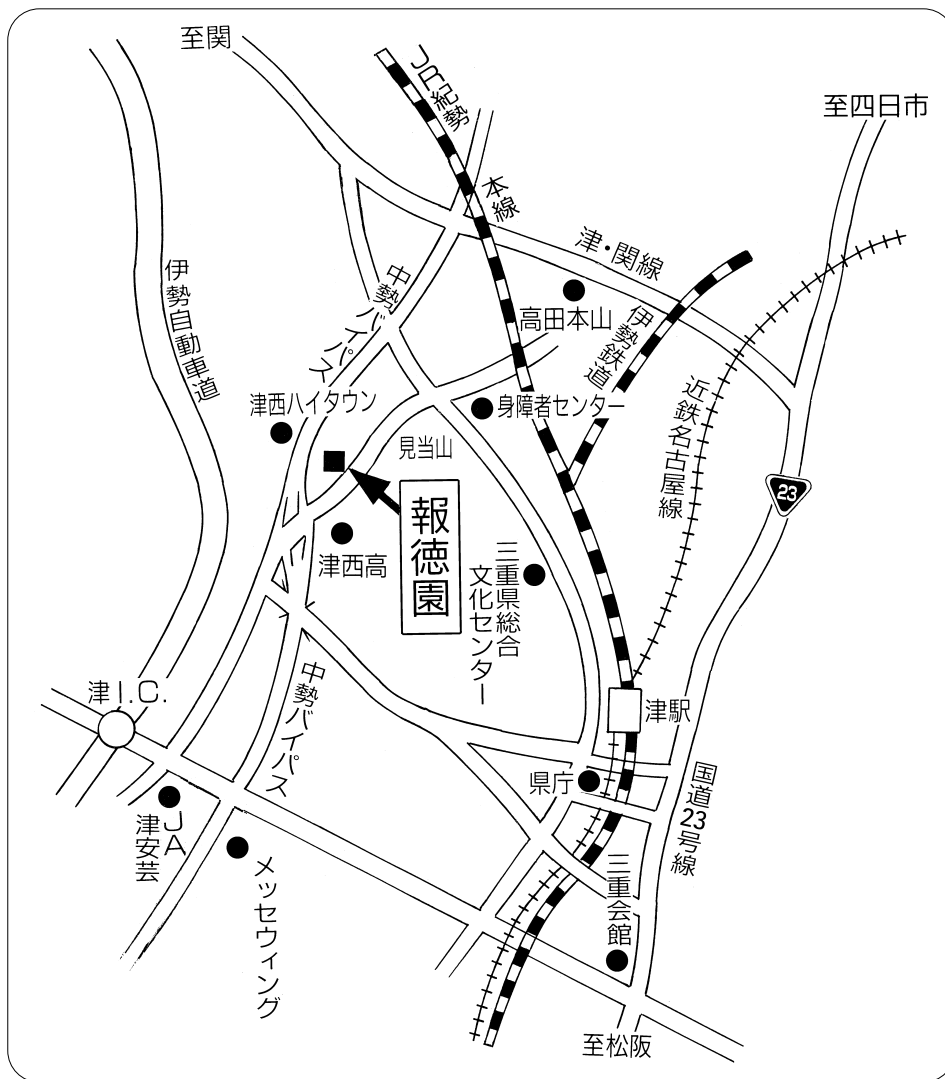 至関
JR紀勢
本線
至四日市
津・関線
伊勢自動車道
中勢バイパス
高田本山
伊勢鉄道
近鉄名古屋線
津西ハイタウン
身障者センター
見当山
23
報徳園
津西高
三重県総合
文化センター
津I.C.
中勢バイパス
津駅
県庁
国道23号線
JA
津安芸
メッセウィング
三重会館
至松阪